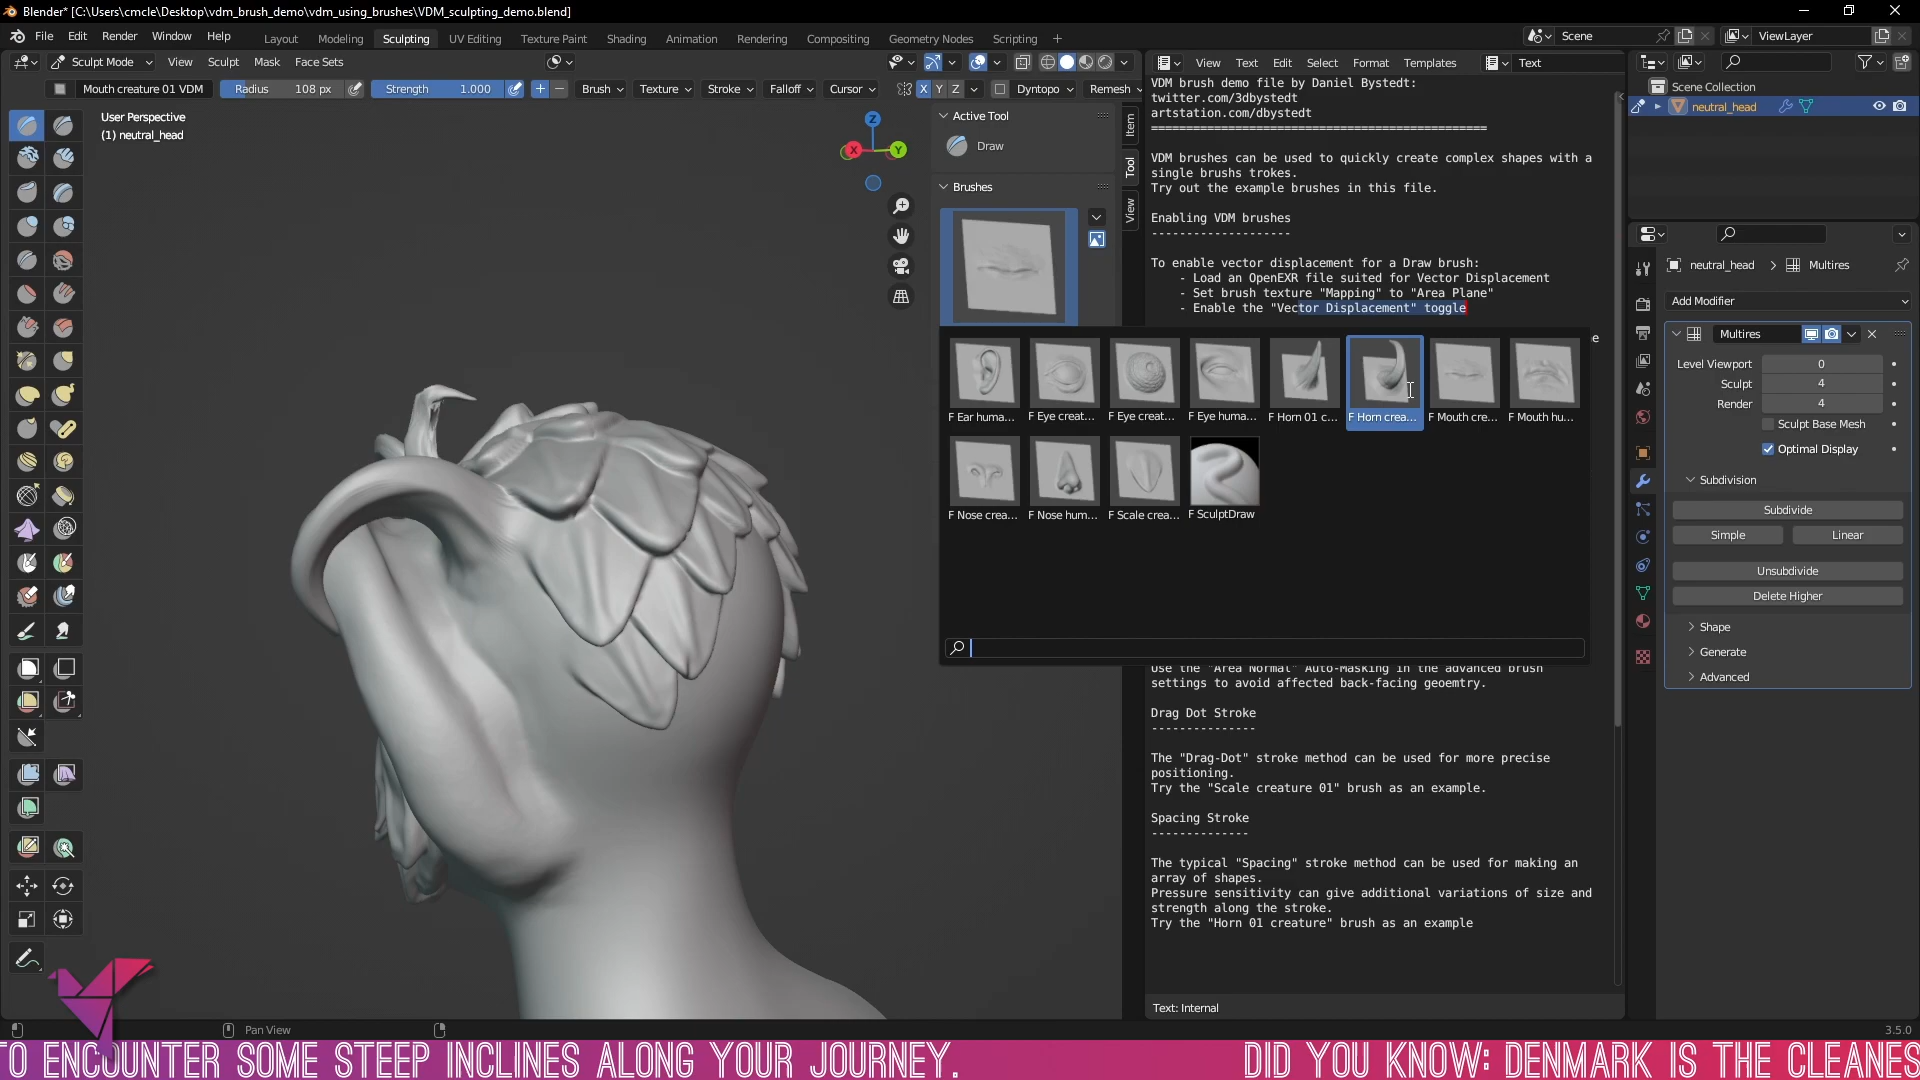 Blender* [C:\Users\cmcle\Desktop\vdm_brush_demo\vdm_using_brushes\VDM_sculpting_demo.blend]
File Edit Render Window Help
Layout Modeling Sculpting UV Editing Texture Paint Shading Animation Rendering Compositing Geometry Nodes Scripting +
Scene
ViewLayer
Sculpt Mode View Sculpt Mask Face Sets
View Text Edit Select Format Templates Text
Mouth creature 01 VDM Radius 108 px Strength 1.000 Brush Texture Stroke Falloff Cursor X Y Z Dyntopo Remesh
User Perspective
(1) neutral_head
Z
X
Y
Active Tool
Draw
Brushes
Item
Tool
View
VDM brush demo file by Daniel Bystedt:
twitter.com/3dbystedt
artstation.com/dbystedt
================================================
VDM brushes can be used to quickly create complex shapes with a
single brushs trokes.
Try out the example brushes in this file.
Enabling VDM brushes
--------------------
To enable vector displacement for a Draw brush:
- Load an OpenEXR file suited for Vector Displacement
- Set brush texture "Mapping" to "Area Plane"
- Enable the "Vector Displacement" toggle
e
F Ear huma... F Eye creat... F Eye creat... F Eye huma... F Horn 01 c... F Horn crea... F Mouth cre... F Mouth hu...
F Nose crea... F Nose hum... F Scale crea... F SculptDraw
Use the "Area Normal" Auto-Masking in the advanced brush
settings to avoid affected back-facing geoemtry.
Drag Dot Stroke
---------------
The "Drag-Dot" stroke method can be used for more precise
positioning.
Try the "Scale creature 01" brush as an example.
Spacing Stroke
--------------
The typical "Spacing" stroke method can be used for making an
array of shapes.
Pressure sensitivity can give additional variations of size and
strength along the stroke.
Try the "Horn 01 creature" brush as an example
Text: Internal
Scene Collection
neutral_head
neutral_head > Multires
Add Modifier
Multires
Level Viewport 0
Sculpt 4
Render 4
Sculpt Base Mesh
Optimal Display
Subdivision
Subdivide
Simple Linear
Unsubdivide
Delete Higher
Shape
Generate
Advanced
Pan View
3.5.0
TO ENCOUNTER SOME STEEP INCLINES ALONG YOUR JOURNEY. DID YOU KNOW: DENMARK IS THE CLEANES